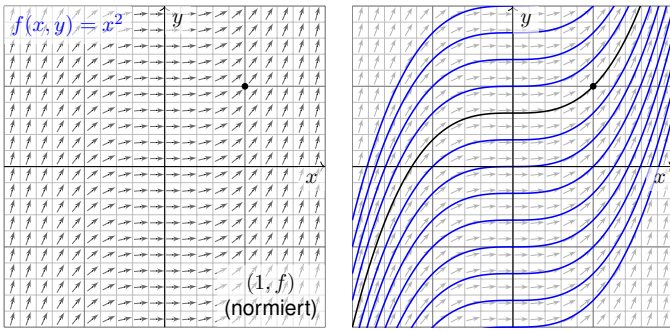 f(x, y) = x²
y
x
(1, f)
(normiert)
y
x